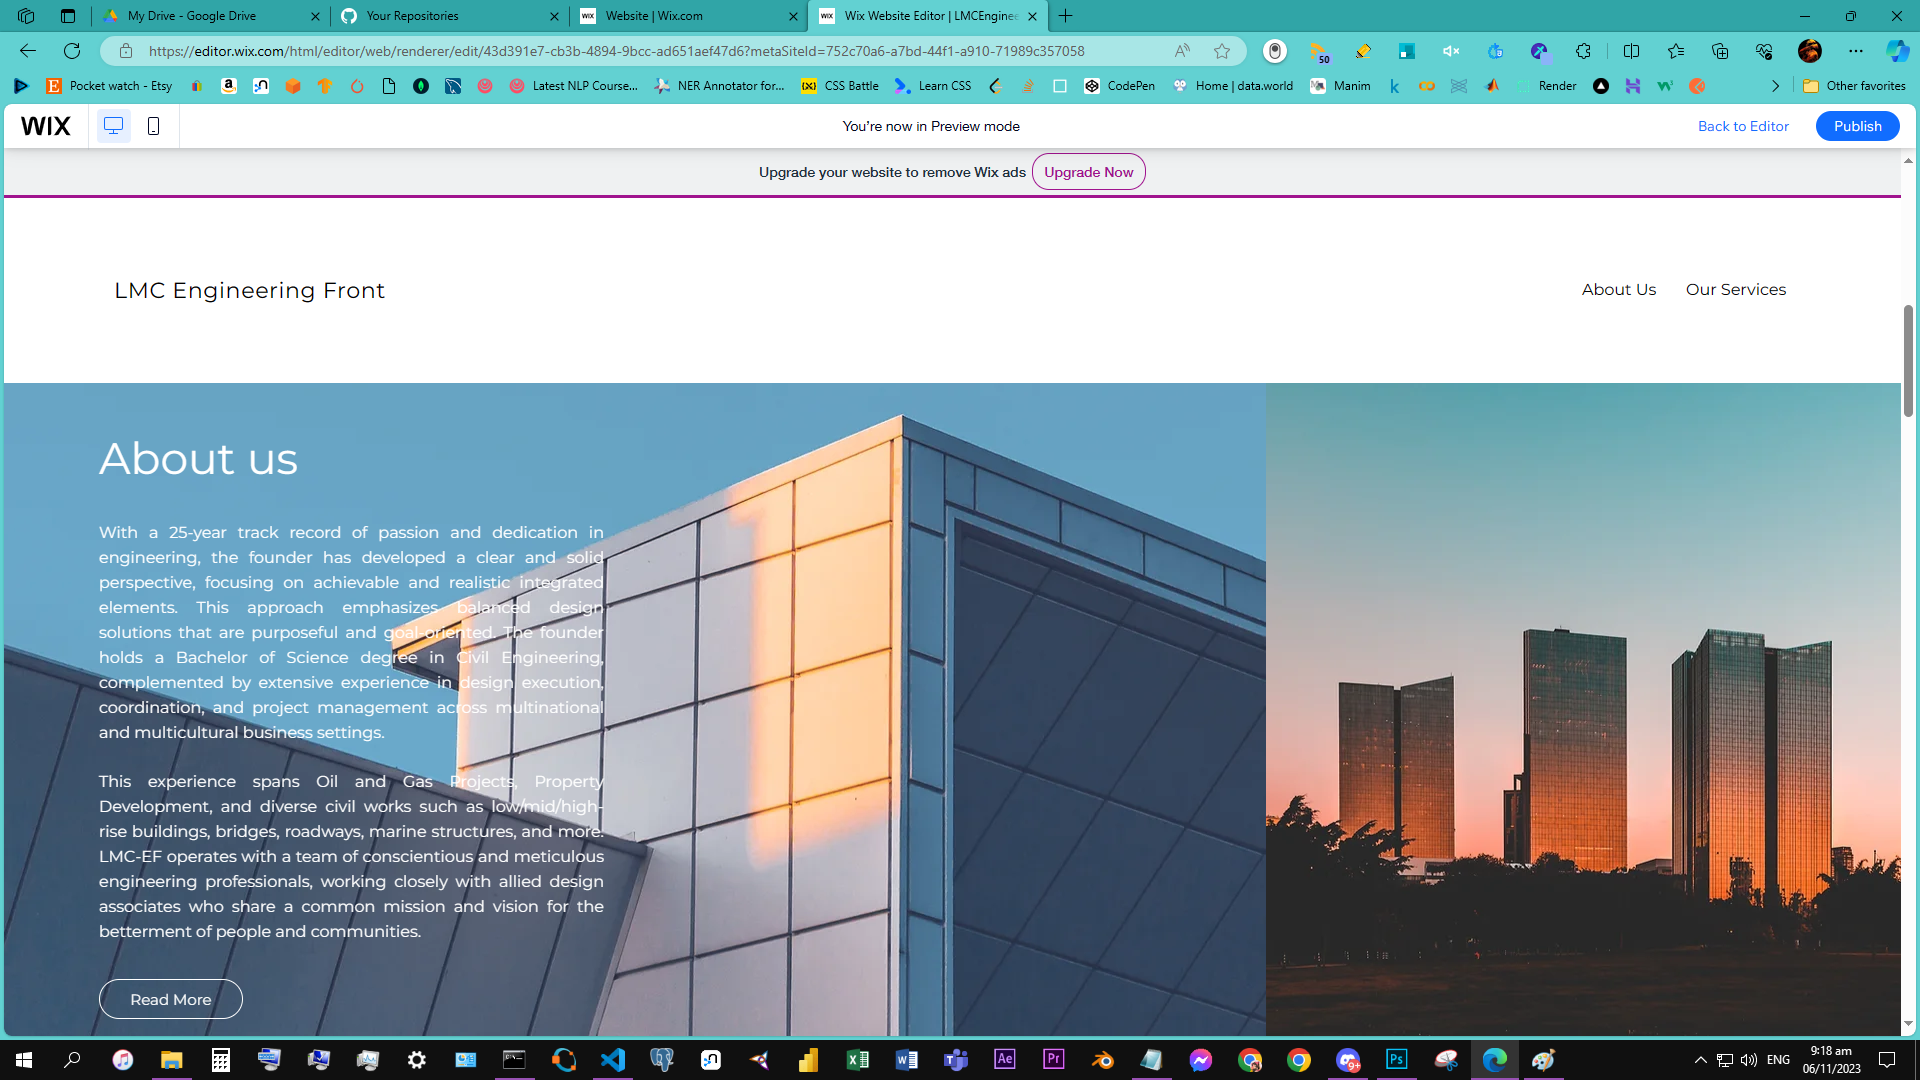 My Drive - Google Drive
Your Repositories
WIX
Website | Wix.com
WIX
Wix Website Editor | LMCEnginee
https://editor.wix.com/html/editor/web/renderer/edit/43d391e7-cb3b-4894-9bcc-ad651aef47d6?metaSiteId=752c70a6-a7bd-44f1-a910-71989c357058
50
Pocket watch - Etsy
Latest NLP Course...
NER Annotator for...
CSS Battle
Learn CSS
CodePen
Home | data.world
Manim
Render
Other favorites
WIX
You're now in Preview mode
Back to Editor
Publish
Upgrade your website to remove Wix ads
Upgrade Now
LMC Engineering Front
About Us
Our Services
About us
With a 25-year track record of passion and dedication in
engineering, the founder has developed a clear and solid
perspective, focusing on achievable and realistic integrated
elements. This approach emphasizes balanced design
solutions that are purposeful and goal-oriented. The founder
holds a Bachelor of Science degree in Civil Engineering,
complemented by extensive experience in design execution,
coordination, and project management across multinational
and multicultural business settings.
This experience spans Oil and Gas Projects, Property
Development, and diverse civil works such as low/mid/high-
rise buildings, bridges, roadways, marine structures, and more.
LMC-EF operates with a team of conscientious and meticulous
engineering professionals, working closely with allied design
associates who share a common mission and vision for the
betterment of people and communities.
Read More
Ae
Pr
9+
Ps
ENG
9:18 am
06/11/2023